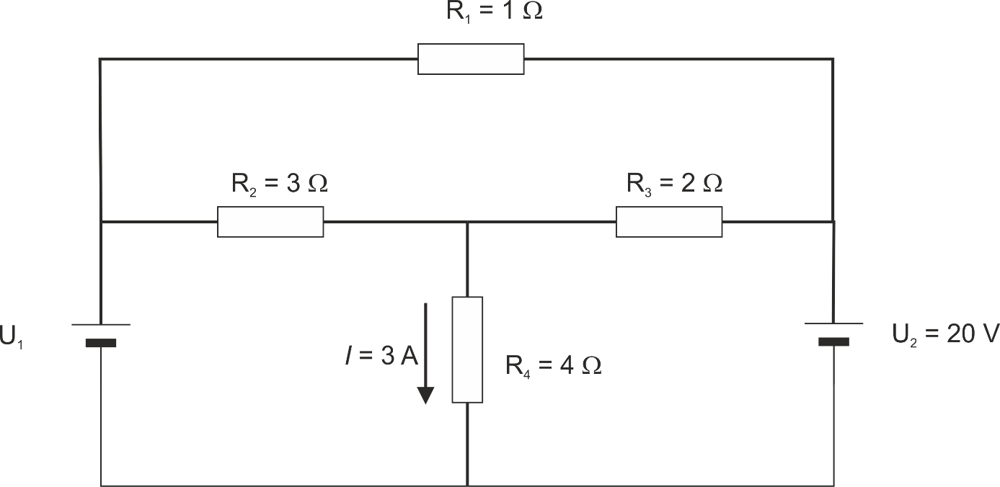 R₁ = 1 Ω
R₂ = 3 Ω
R₃ = 2 Ω
U₁
U₂ = 20 V
I = 3 A
R₄ = 4 Ω